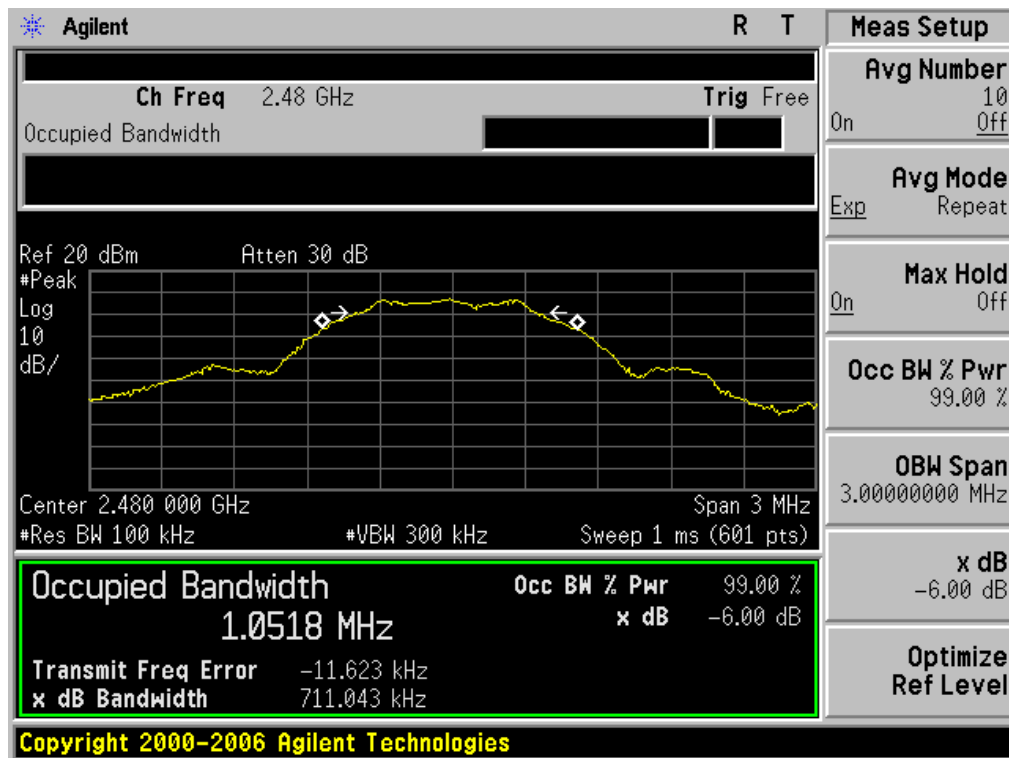 Agilent R T
Ch Freq 2.48 GHz Trig Free
Occupied Bandwidth
Ref 20 dBm Atten 30 dB
#Peak
Log
10
dB/
Center 2.480 000 GHz Span 3 MHz
#Res BW 100 kHz #VBW 300 kHz Sweep 1 ms (601 pts)
Occupied Bandwidth Occ BW % Pwr 99.00 %
1.0518 MHz x dB -6.00 dB
Transmit Freq Error -11.623 kHz
x dB Bandwidth 711.043 kHz
Copyright 2000-2006 Agilent Technologies
Meas Setup
Avg Number
10
On Off
Avg Mode
Exp Repeat
Max Hold
On Off
Occ BW % Pwr
99.00 %
OBW Span
3.00000000 MHz
x dB
-6.00 dB
Optimize
Ref Level